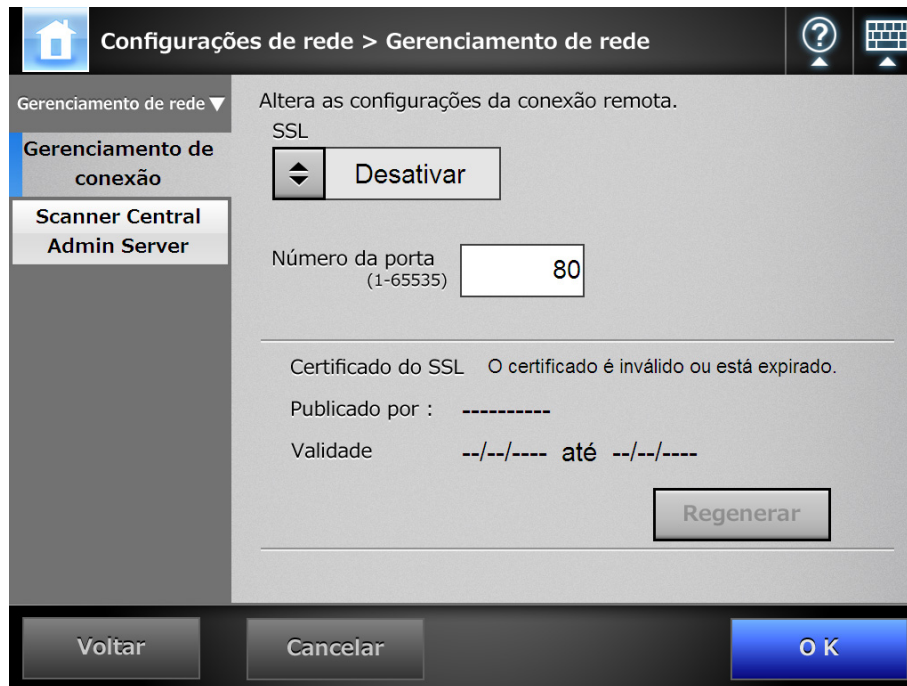 Configurações de rede > Gerenciamento de rede
Gerenciamento de rede ▼
Gerenciamento de
conexão
Scanner Central
Admin Server
Altera as configurações da conexão remota.
SSL
Desativar
Número da porta
(1-65535)
80
Certificado do SSL O certificado é inválido ou está expirado.
Publicado por : ----------
Validade --/--/---- até --/--/----
Regenerar
Voltar
Cancelar
O K